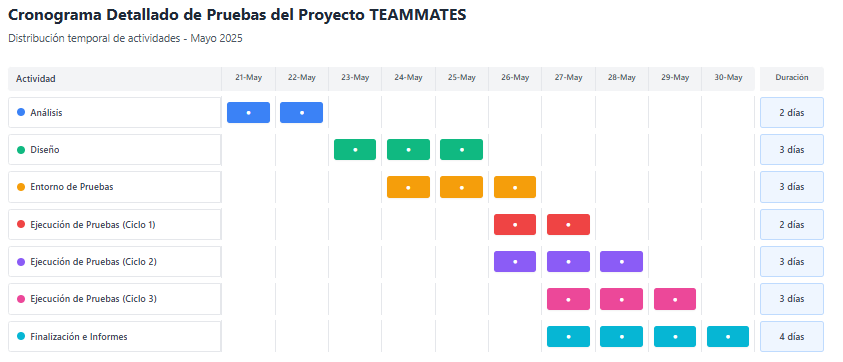 Cronograma Detallado de Pruebas del Proyecto TEAMMATES
Distribución temporal de actividades - Mayo 2025
Actividad 21-May 22-May 23-May 24-May 25-May 26-May 27-May 28-May 29-May 30-May Duración
Análisis 2 días
Diseño 3 días
Entorno de Pruebas 3 días
Ejecución de Pruebas (Ciclo 1) 2 días
Ejecución de Pruebas (Ciclo 2) 3 días
Ejecución de Pruebas (Ciclo 3) 3 días
Finalización e Informes 4 días